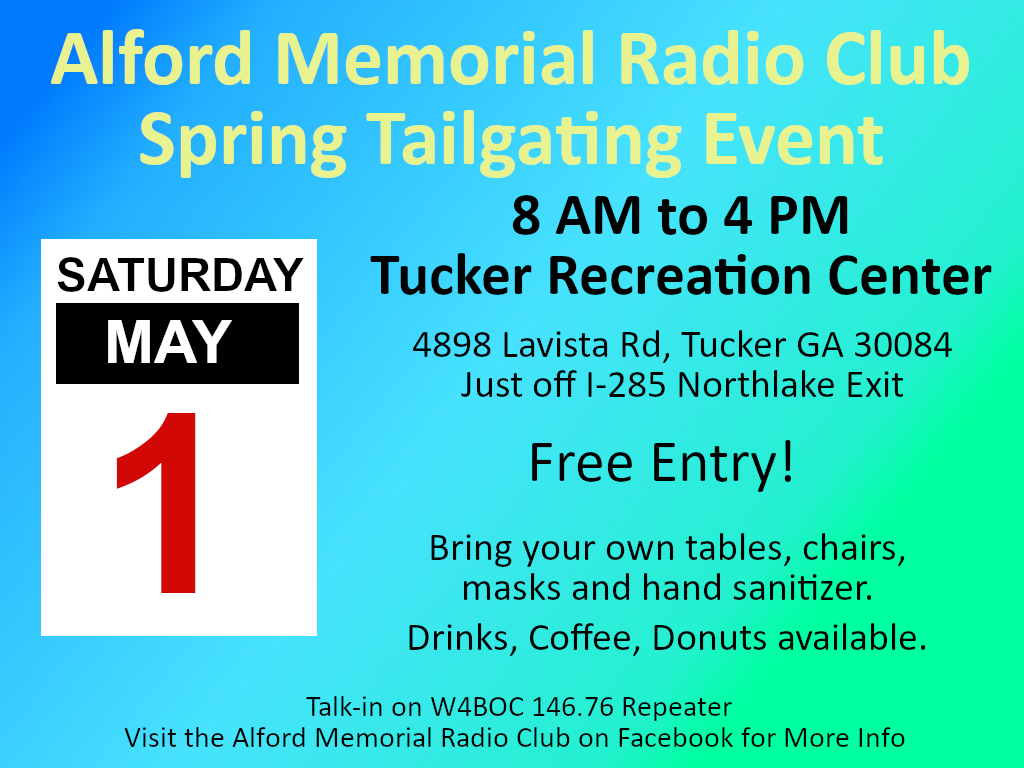 Alford Memorial Radio Club
Spring Tailgating Event
8 AM to 4 PM
Tucker Recreation Center
SATURDAY
MAY
1
4898 Lavista Rd, Tucker GA 30084
Just off I-285 Northlake Exit
Free Entry!
Bring your own tables, chairs,
masks and hand sanitizer.
Drinks, Coffee, Donuts available.
Talk-in on W4BOC 146.76 Repeater
Visit the Alford Memorial Radio Club on Facebook for More Info